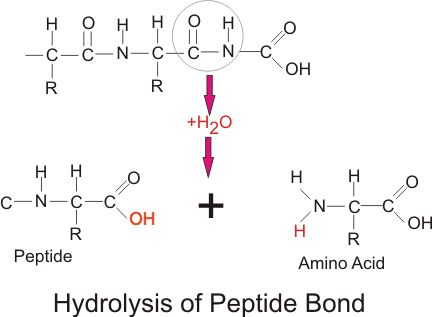 H O H H O H O
— C — C — N — C — C — N — C
OH
R R
+H₂O
H H O
C — N — C — C
OH
R
Peptide
+
H H O
N — C — C
OH
H R
Amino Acid
Hydrolysis of Peptide Bond